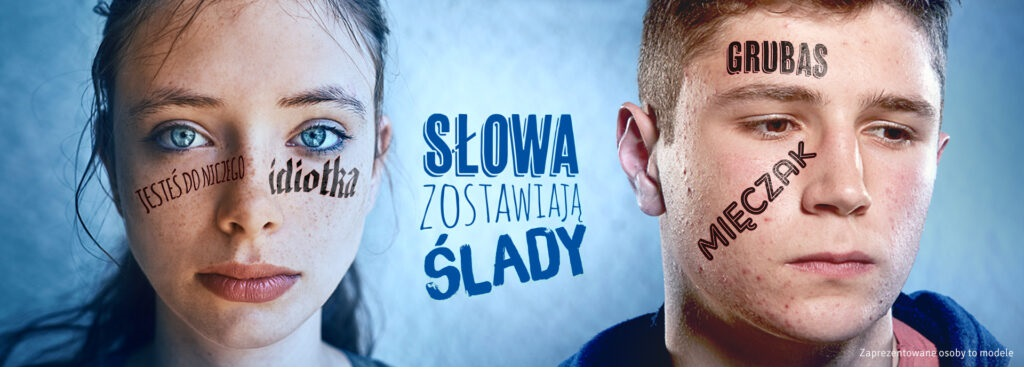 JESTEŚ DO NICZEGO
idiotka
SŁOWA
ZOSTAWIAJĄ
ŚLADY
GRUBAS
MIĘCZAK
Zaprezentowane osoby to modele